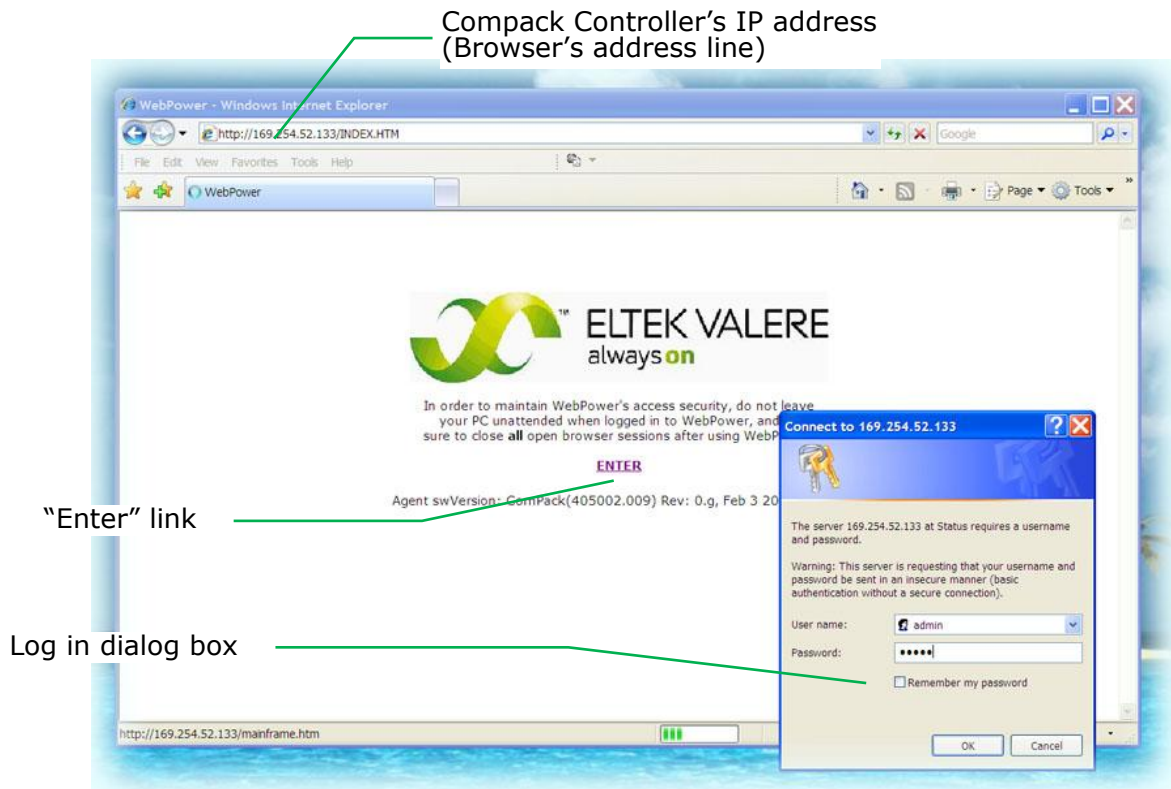 Compack Controller's IP address
(Browser's address line)
WebPower - Windows Internet Explorer
http://169.254.52.133/INDEX.HTM
Google
File Edit View Favorites Tools Help
WebPower
Page Tools
ELTEK VALERE
always on
™
In order to maintain WebPower's access security, do not leave
your PC unattended when logged in to WebPower, and
sure to close all open browser sessions after using WebP
ENTER
Agent swVersion: ComPack(405002.009) Rev: 0.g, Feb 3 20
"Enter" link
Log in dialog box
Connect to 169.254.52.133
The server 169.254.52.133 at Status requires a username
and password.
Warning: This server is requesting that your username and
password be sent in an insecure manner (basic
authentication without a secure connection).
User name: admin
Password: •••••
Remember my password
OK Cancel
http://169.254.52.133/mainframe.htm